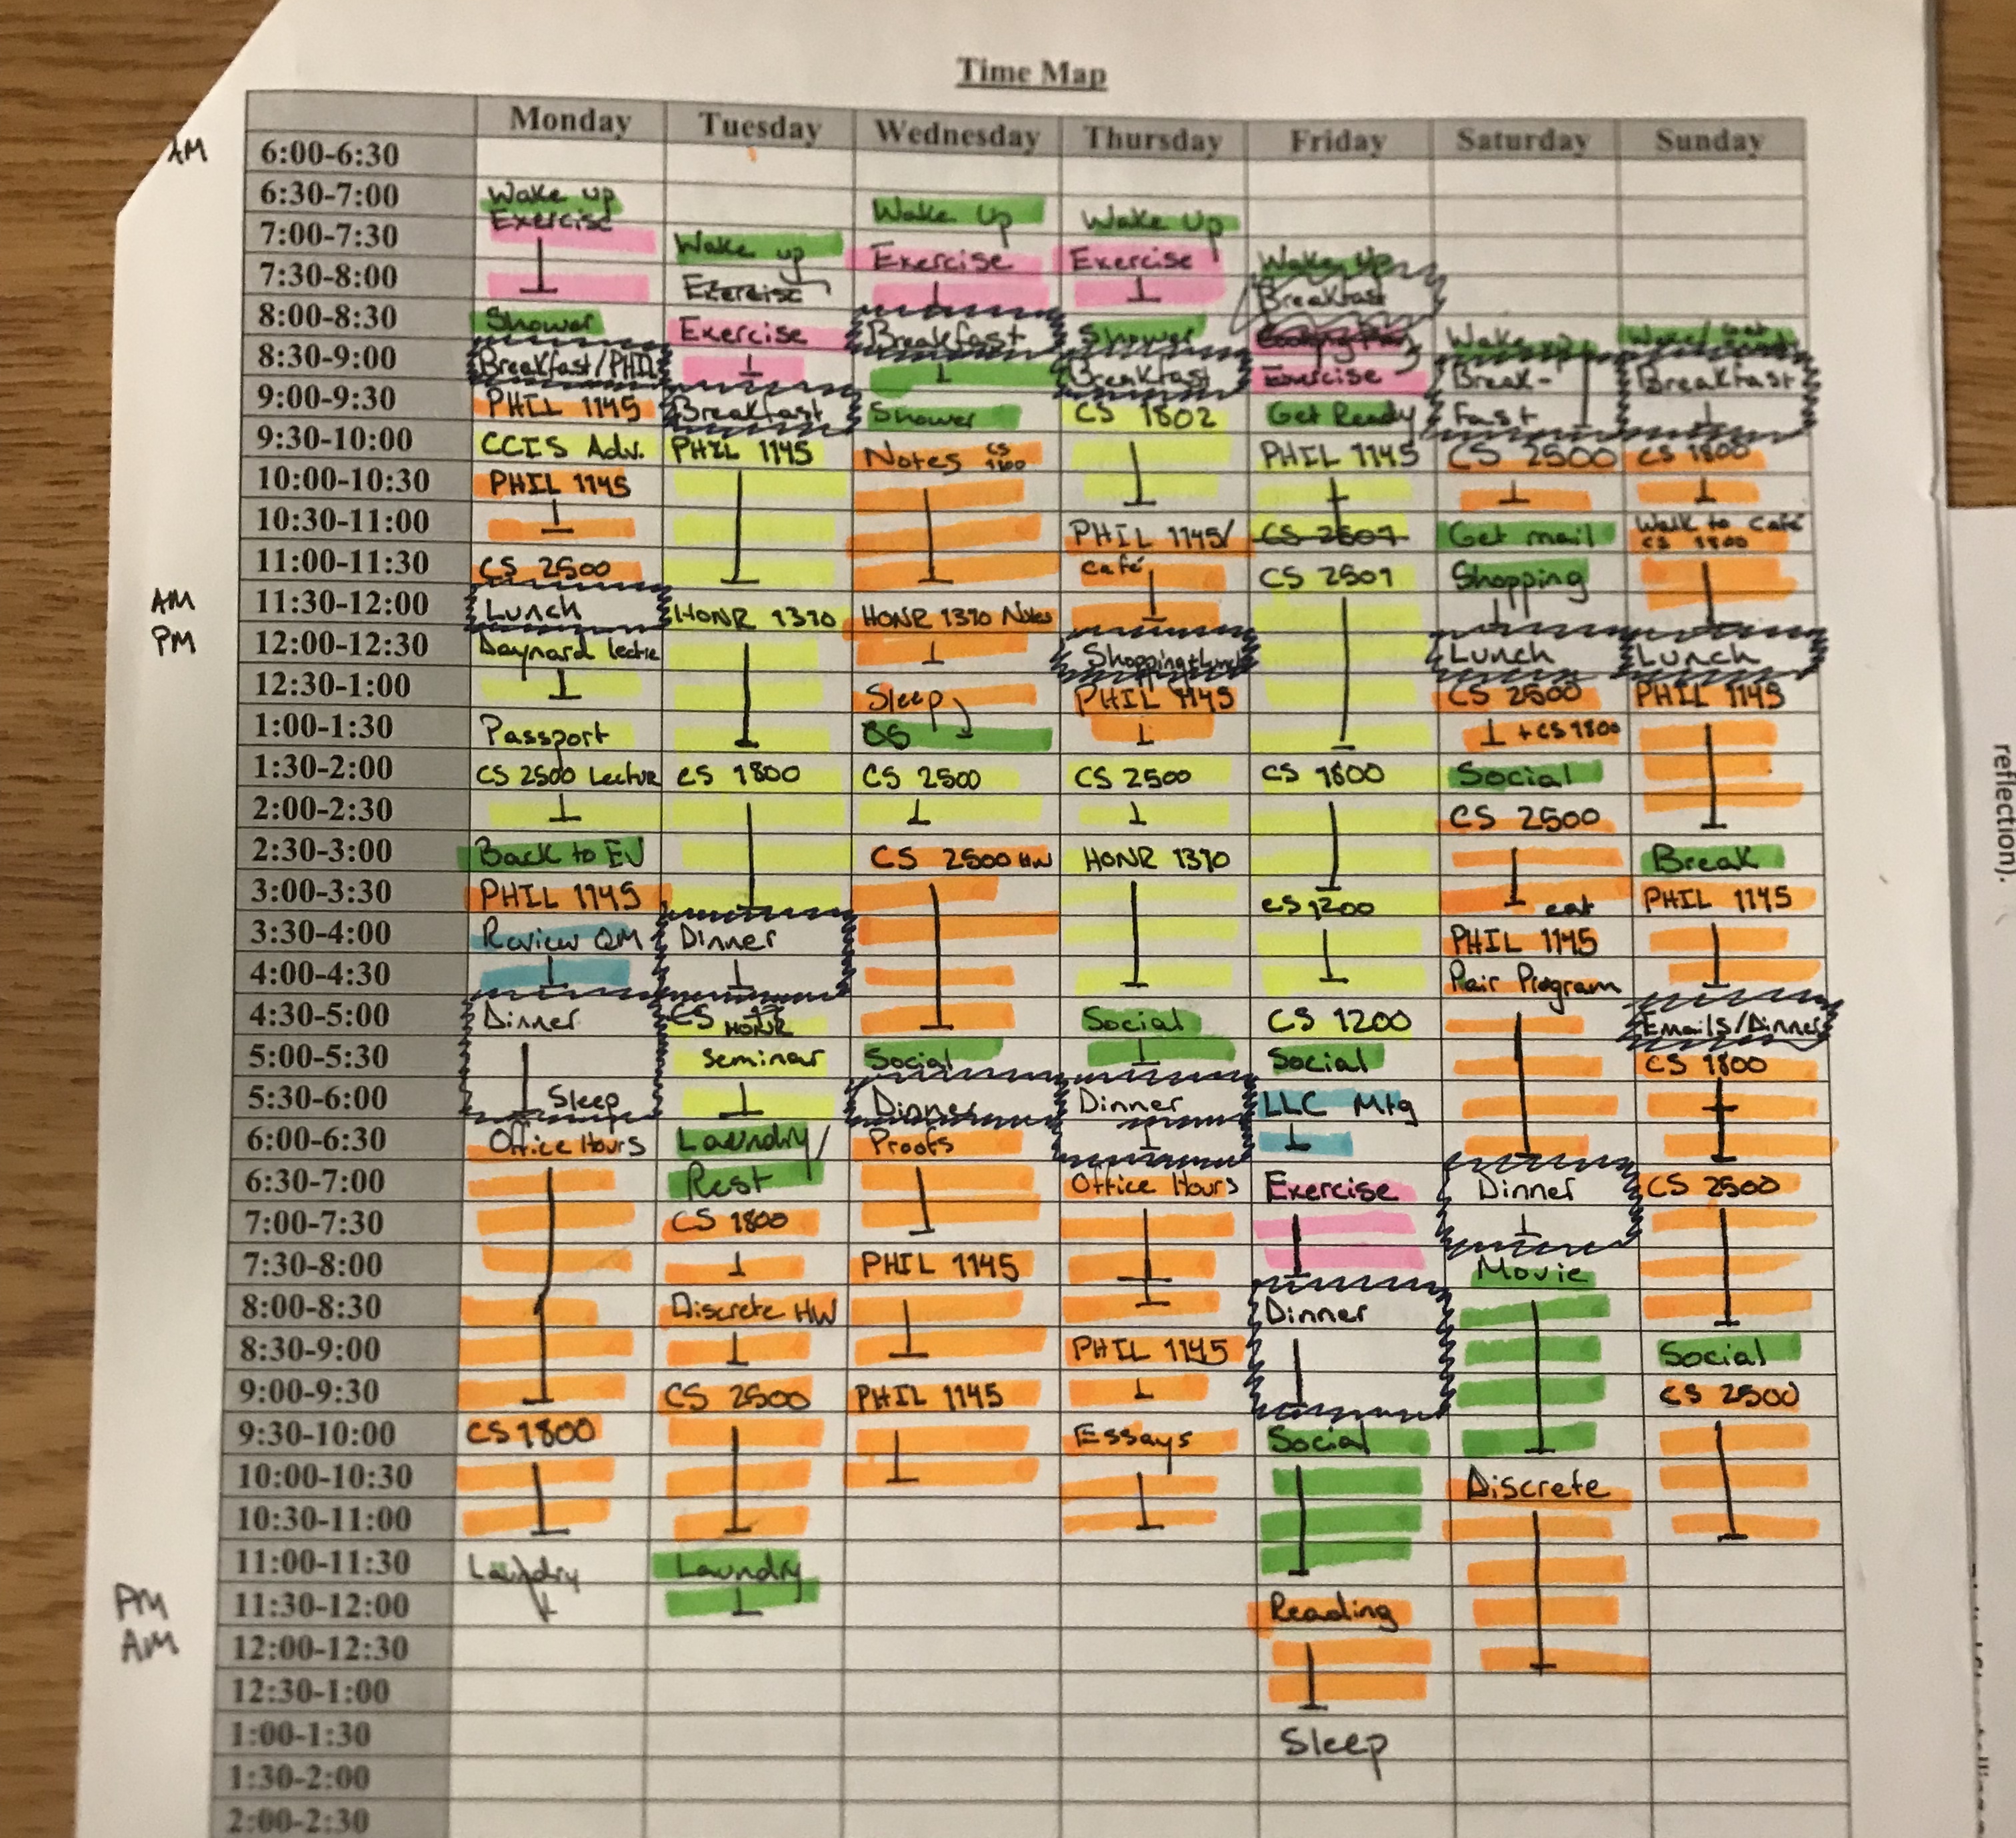 Time Map
Monday Tuesday Wednesday Thursday Friday Saturday Sunday
AM 6:00-6:30
6:30-7:00 Wake up Wake Up Wake Up
7:00-7:30 Exercise Wake up Exercise Exercise Wake Up
7:30-8:00 Exercise Breakfast
8:00-8:30 Shower Exercise Breakfast Shower Wake up
8:30-9:00 Breakfast/PHIL Breakfast Exercise Break- Breakfast
9:00-9:30 PHIL 1145 Breakfast Shower CS 1802 Get Ready Fast
9:30-10:00 CCIS Adv. PHIL 1145 Notes CS 1800 PHIL 1145 CS 2500 CS 1800
10:00-10:30 PHIL 1145
10:30-11:00 PHIL 1145/ CS 2501 Get mail Walk to Café CS 1800
11:00-11:30 CS 2500 café CS 2501 Shopping
AM 11:30-12:00 Lunch HONR 1310 HONR 1310 Notes
PM 12:00-12:30 Daynard lectre Shopping+Lunch Lunch Lunch
12:30-1:00 Sleep PHIL 1145 CS 2500 PHIL 1145
1:00-1:30 Passport +CS 1800
1:30-2:00 CS 2500 Lecture CS 1800 CS 2500 CS 2500 CS 1800 Social
2:00-2:30 CS 2500
2:30-3:00 Back to EV CS 2500 HW HONR 1310 Break
3:00-3:30 PHIL 1145 CS 1200 eat PHIL 1145
3:30-4:00 Review QM Dinner PHIL 1145
4:00-4:30 Pair Program
4:30-5:00 Dinner CS HONR Social CS 1200 Emails/Dinner
5:00-5:30 seminar Social Social CS 1800
5:30-6:00 Sleep Dinner Dinner LLC Mtg
6:00-6:30 Office Hours Laundry/ Proofs
6:30-7:00 Rest Office Hours Exercise Dinner CS 2500
7:00-7:30 CS 1800
7:30-8:00 PHIL 1145 Movie
8:00-8:30 Discrete HW Dinner
8:30-9:00 PHIL 1145 Social
9:00-9:30 CS 2500 PHIL 1145 CS 2500
9:30-10:00 CS 1800 Essays Social
10:00-10:30 Discrete
10:30-11:00
11:00-11:30 Laundry Laundry
PM 11:30-12:00 Reading
AM 12:00-12:30
12:30-1:00
1:00-1:30 Sleep
1:30-2:00
2:00-2:30
reflection).